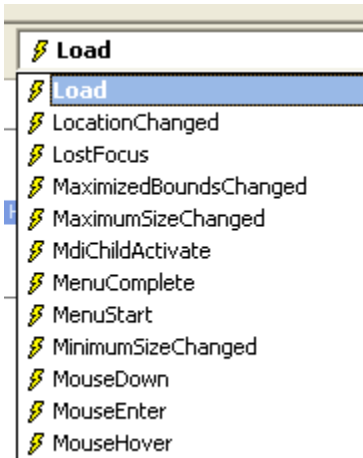 Load
Load
LocationChanged
LostFocus
MaximizedBoundsChanged
MaximumSizeChanged
MdiChildActivate
MenuComplete
MenuStart
MinimumSizeChanged
MouseDown
MouseEnter
MouseHover